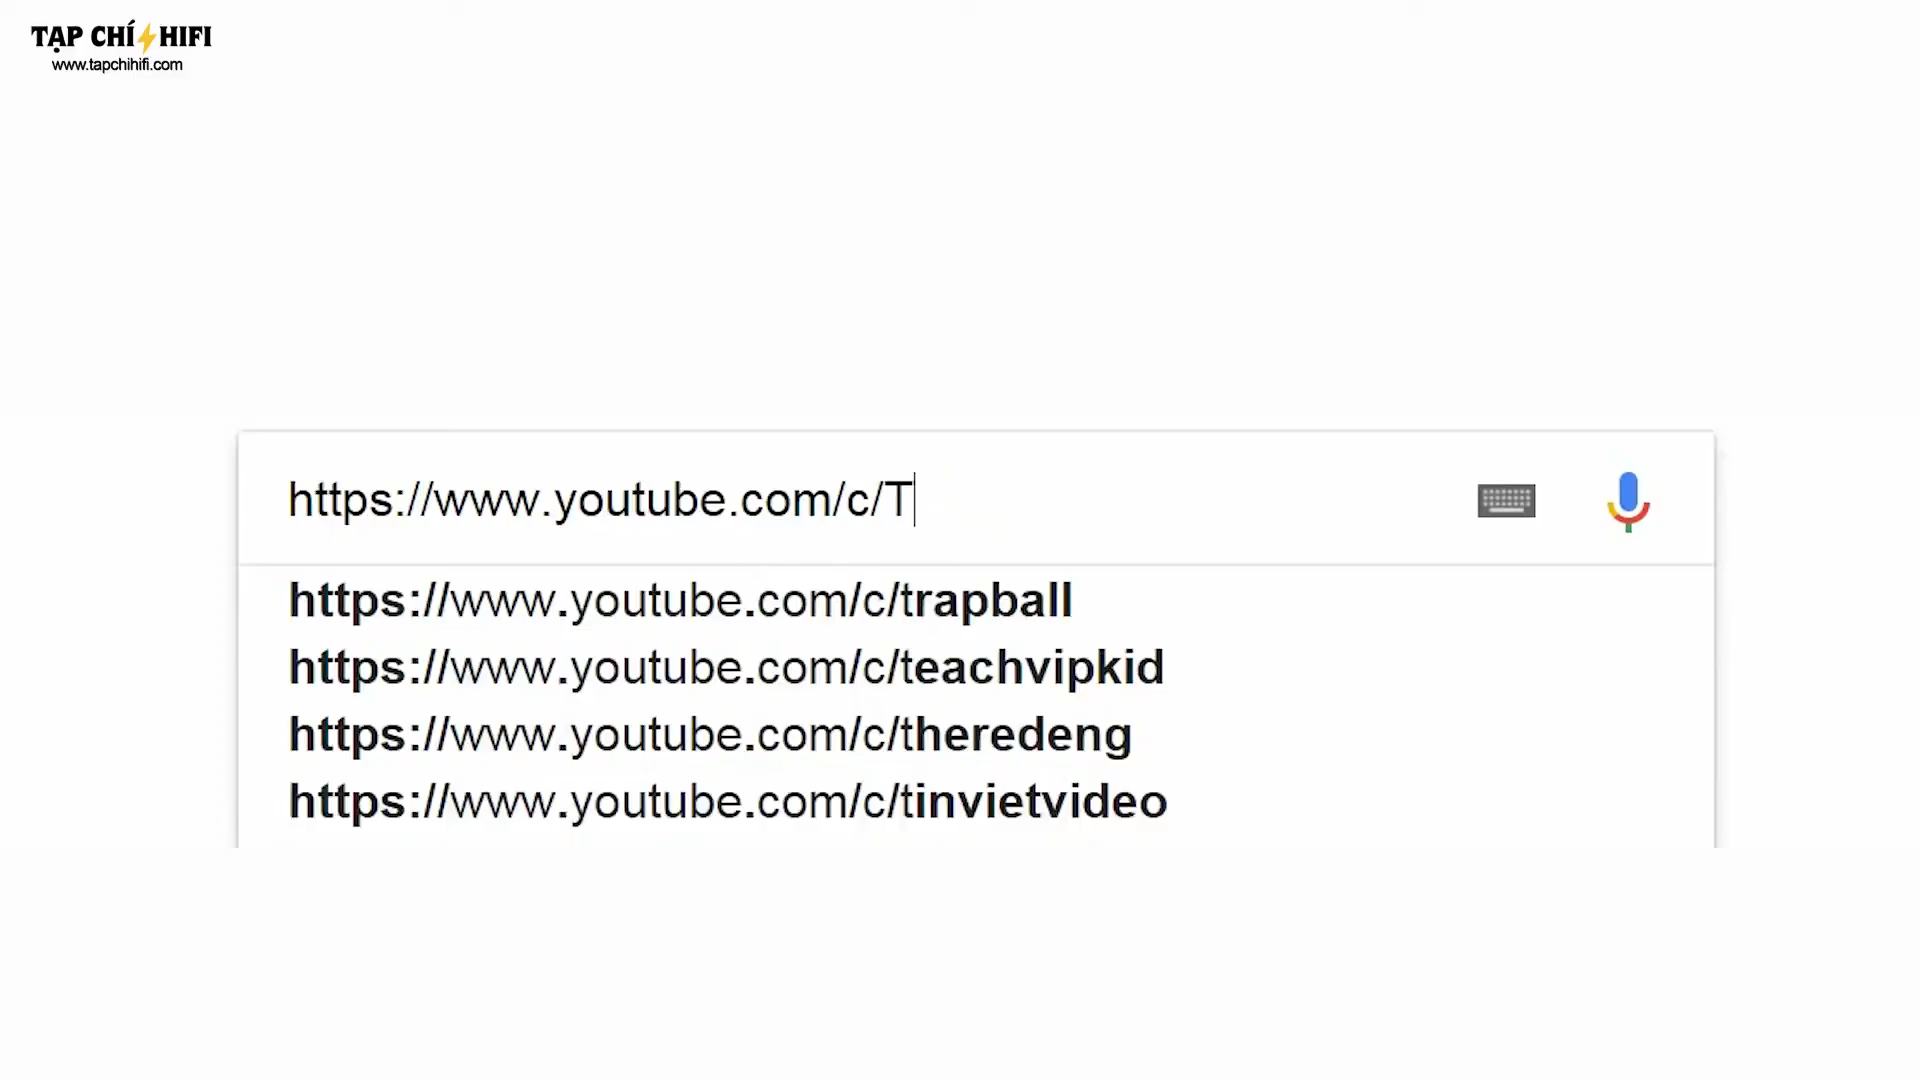 TẠP CHÍ HIFI
www.tapchihifi.com
https://www.youtube.com/c/T
https://www.youtube.com/c/trapball
https://www.youtube.com/c/teachvipkid
https://www.youtube.com/c/theredeng
https://www.youtube.com/c/tinvietvideo